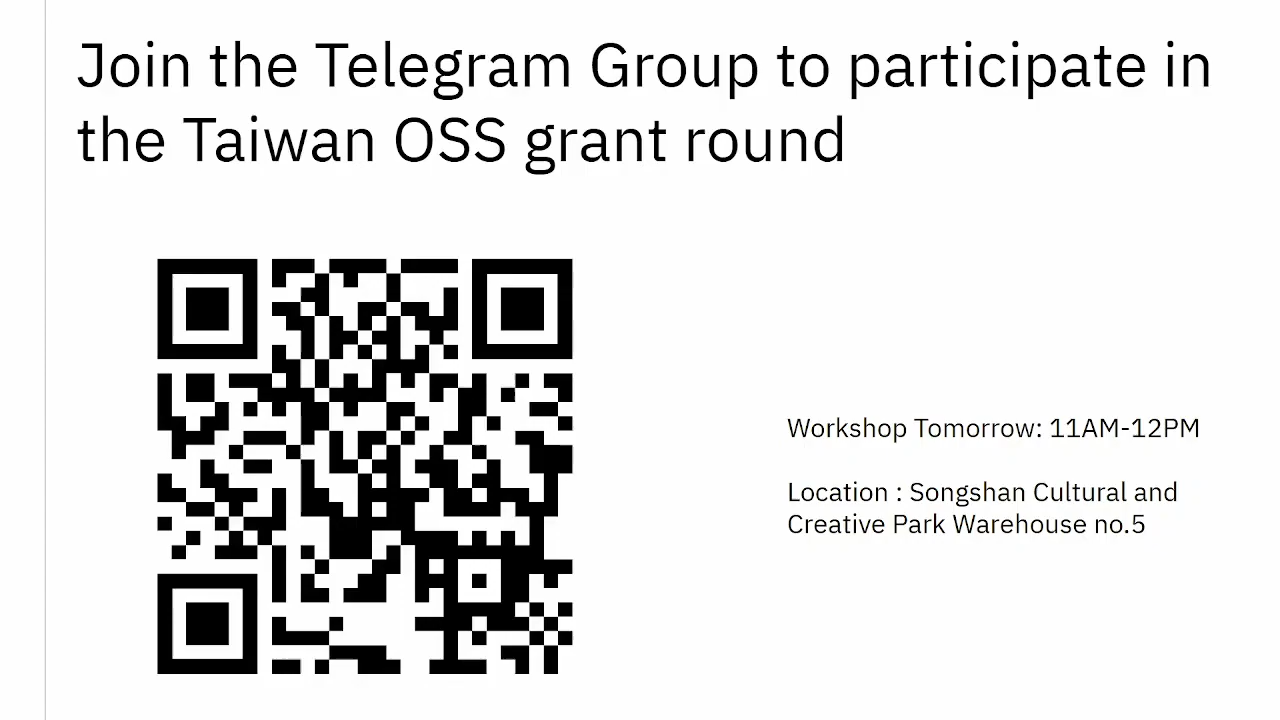 Join the Telegram Group to participate in
the Taiwan OSS grant round
Workshop Tomorrow: 11AM-12PM
Location : Songshan Cultural and
Creative Park Warehouse no.5